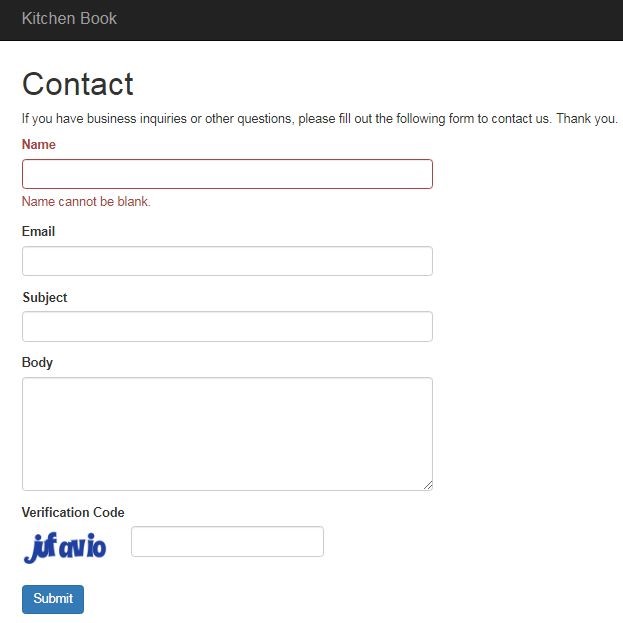 Kitchen Book
Contact
If you have business inquiries or other questions, please fill out the following form to contact us. Thank you.
Name
Name cannot be blank.
Email
Subject
Body
Verification Code
jufavio
Submit